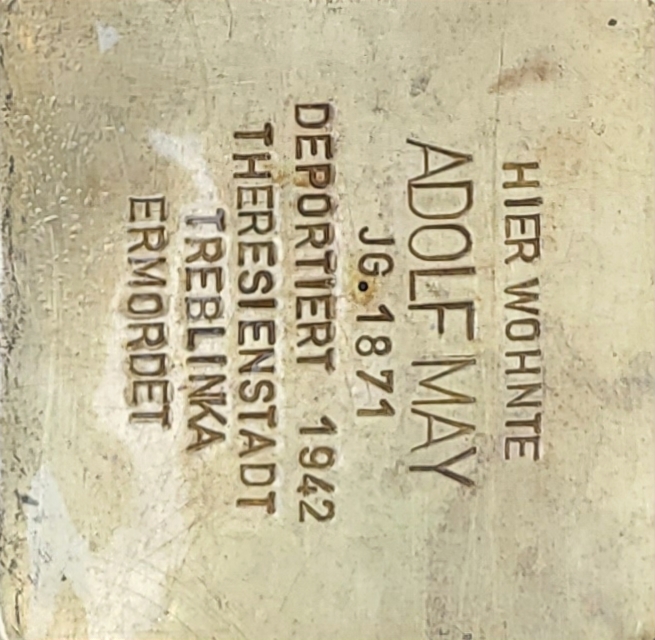 HIER WOHNTE
ADOLF MAY
JG. 1871
DEPORTIERT 1942
THERESIENSTADT
TREBLINKA
ERMORDET